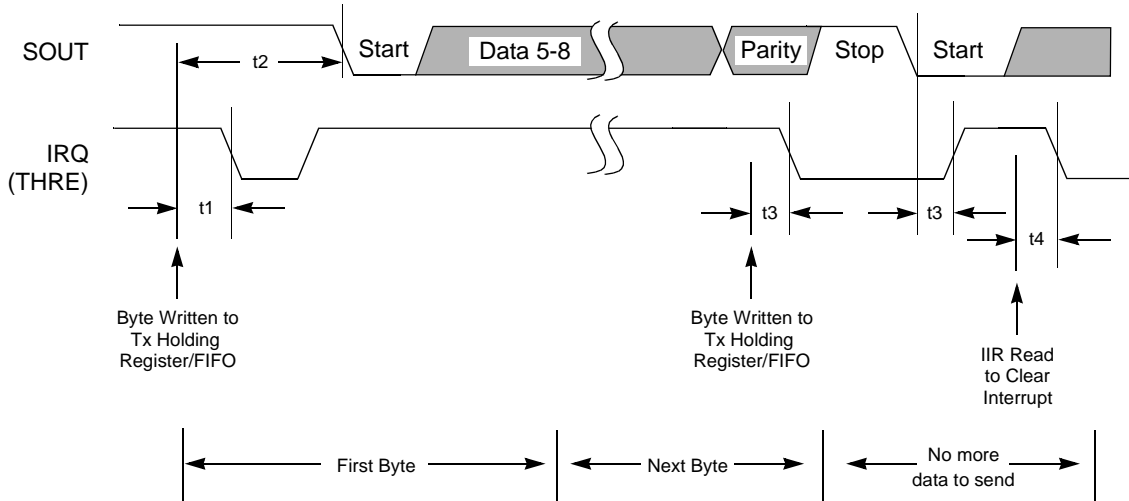 SOUT
Start
Data 5-8
Parity
Stop
Start
t2
IRQ
(THRE)
t1
t3
t3
t4
Byte Written to
Tx Holding
Register/FIFO
Byte Written to
Tx Holding
Register/FIFO
IIR Read
to Clear
Interrupt
First Byte
Next Byte
No more
data to send